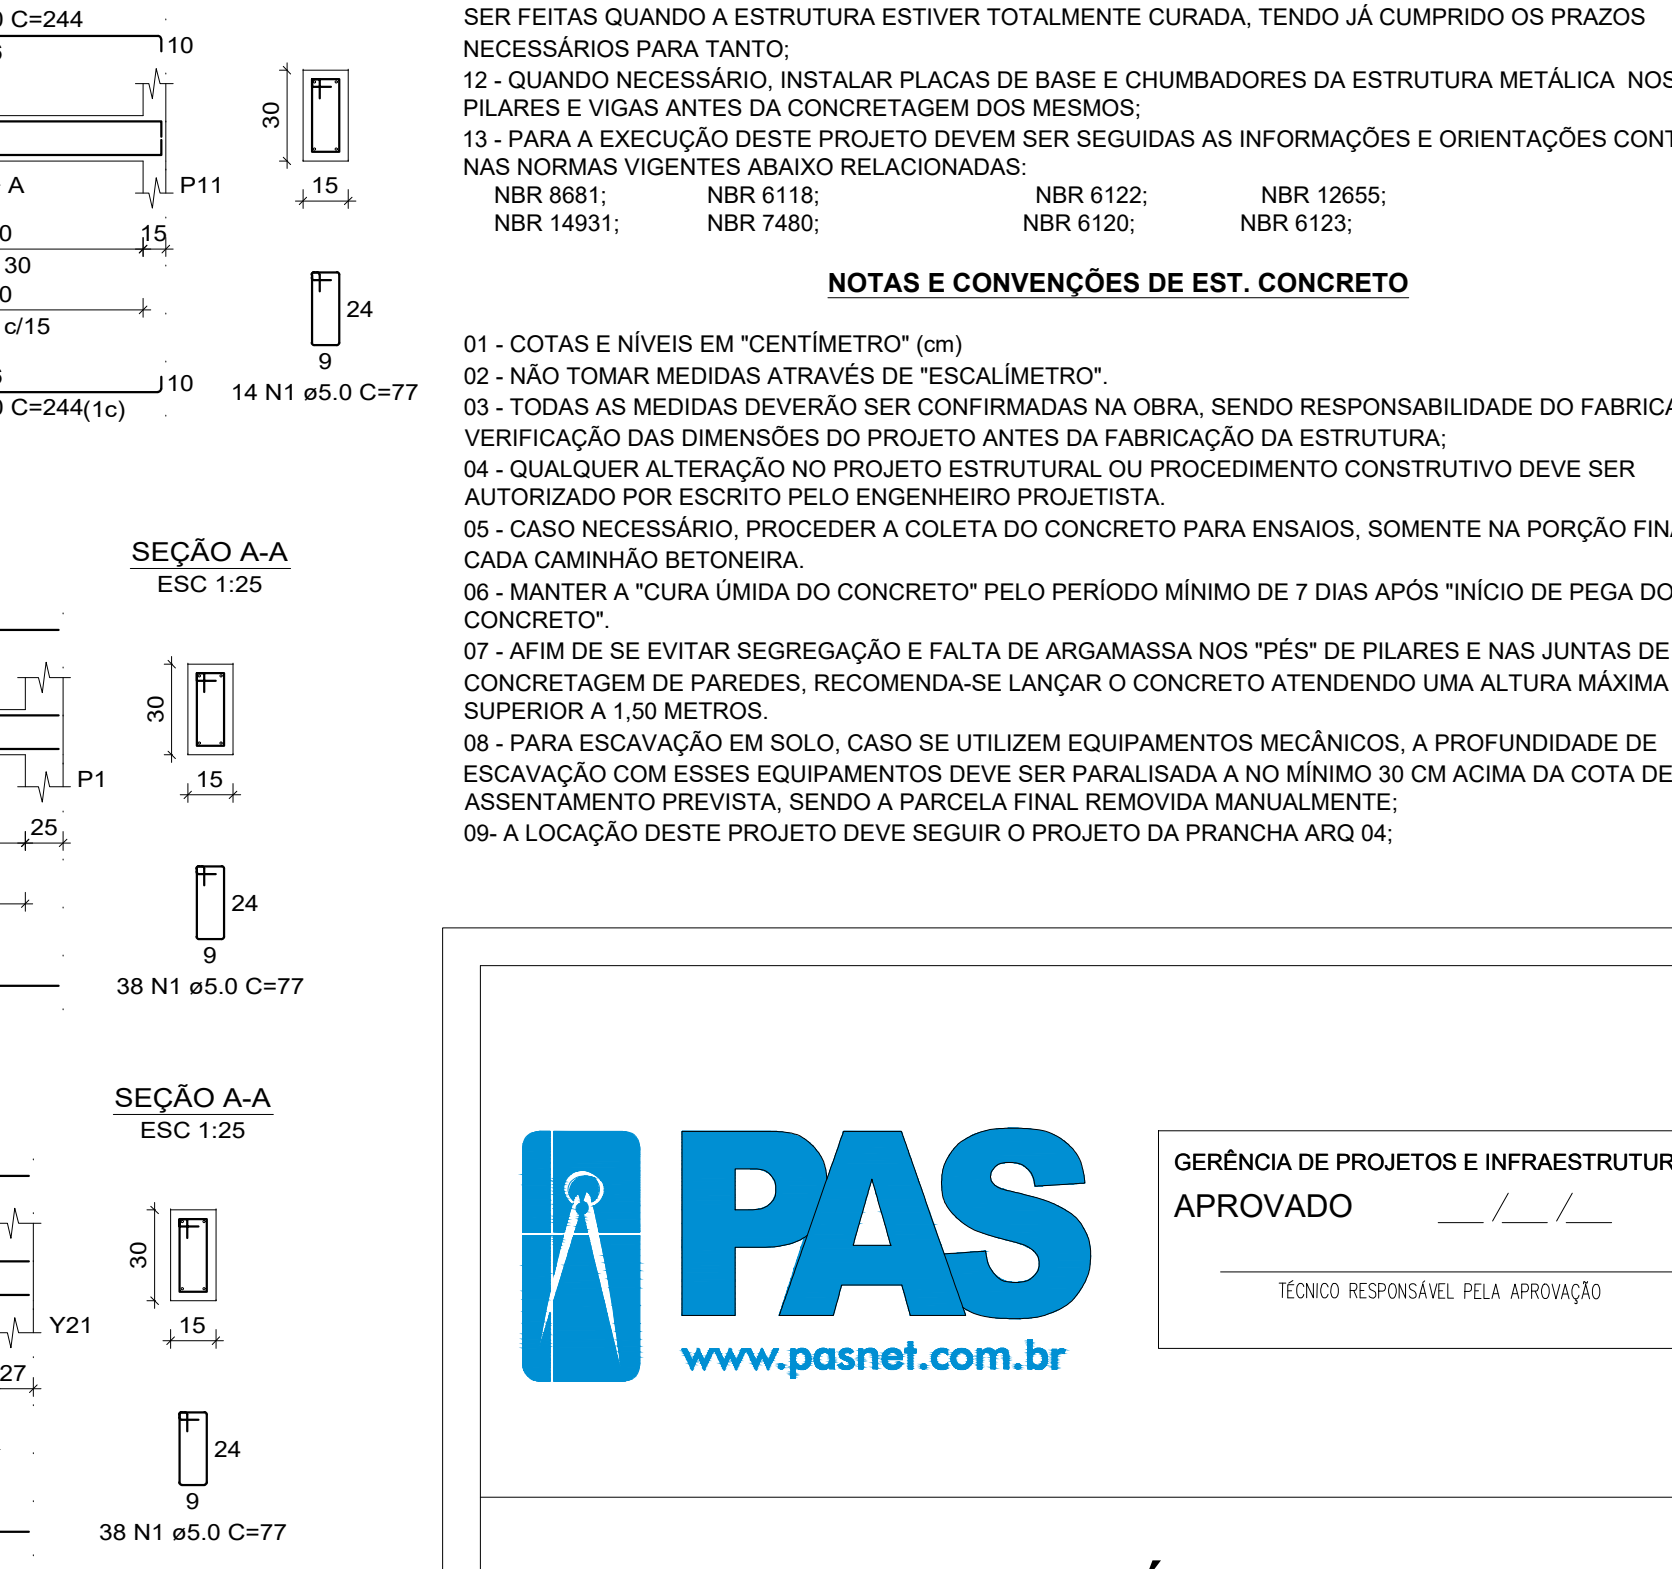 C=244
10
30
A
P11
15
15
30
c/15
24
9
10
14 N1 ø5.0 C=77
C=244(1c)
SEÇÃO A-A
ESC 1:25
30
P1
15
25
24
9
38 N1 ø5.0 C=77
SEÇÃO A-A
ESC 1:25
30
Y21
15
27
24
9
38 N1 ø5.0 C=77
SER FEITAS QUANDO A ESTRUTURA ESTIVER TOTALMENTE CURADA, TENDO JÁ CUMPRIDO OS PRAZOS
NECESSÁRIOS PARA TANTO;
12 - QUANDO NECESSÁRIO, INSTALAR PLACAS DE BASE E CHUMBADORES DA ESTRUTURA METÁLICA NOS
PILARES E VIGAS ANTES DA CONCRETAGEM DOS MESMOS;
13 - PARA A EXECUÇÃO DESTE PROJETO DEVEM SER SEGUIDAS AS INFORMAÇÕES E ORIENTAÇÕES CONT
NAS NORMAS VIGENTES ABAIXO RELACIONADAS:
NBR 8681; NBR 6118; NBR 6122; NBR 12655;
NBR 14931; NBR 7480; NBR 6120; NBR 6123;
NOTAS E CONVENÇÕES DE EST. CONCRETO
01 - COTAS E NÍVEIS EM "CENTÍMETRO" (cm)
02 - NÃO TOMAR MEDIDAS ATRAVÉS DE "ESCALÍMETRO".
03 - TODAS AS MEDIDAS DEVERÃO SER CONFIRMADAS NA OBRA, SENDO RESPONSABILIDADE DO FABRICA
VERIFICAÇÃO DAS DIMENSÕES DO PROJETO ANTES DA FABRICAÇÃO DA ESTRUTURA;
04 - QUALQUER ALTERAÇÃO NO PROJETO ESTRUTURAL OU PROCEDIMENTO CONSTRUTIVO DEVE SER
AUTORIZADO POR ESCRITO PELO ENGENHEIRO PROJETISTA.
05 - CASO NECESSÁRIO, PROCEDER A COLETA DO CONCRETO PARA ENSAIOS, SOMENTE NA PORÇÃO FINA
CADA CAMINHÃO BETONEIRA.
06 - MANTER A "CURA ÚMIDA DO CONCRETO" PELO PERÍODO MÍNIMO DE 7 DIAS APÓS "INÍCIO DE PEGA DO
CONCRETO".
07 - AFIM DE SE EVITAR SEGREGAÇÃO E FALTA DE ARGAMASSA NOS "PÉS" DE PILARES E NAS JUNTAS DE
CONCRETAGEM DE PAREDES, RECOMENDA-SE LANÇAR O CONCRETO ATENDENDO UMA ALTURA MÁXIMA
SUPERIOR A 1,50 METROS.
08 - PARA ESCAVAÇÃO EM SOLO, CASO SE UTILIZEM EQUIPAMENTOS MECÂNICOS, A PROFUNDIDADE DE
ESCAVAÇÃO COM ESSES EQUIPAMENTOS DEVE SER PARALISADA A NO MÍNIMO 30 CM ACIMA DA COTA DE
ASSENTAMENTO PREVISTA, SENDO A PARCELA FINAL REMOVIDA MANUALMENTE;
09- A LOCAÇÃO DESTE PROJETO DEVE SEGUIR O PROJETO DA PRANCHA ARQ 04;
PAS
www.pasnet.com.br
GERÊNCIA DE PROJETOS E INFRAESTRUTUR
APROVADO ___ /___ /___
TÉCNICO RESPONSÁVEL PELA APROVAÇÃO